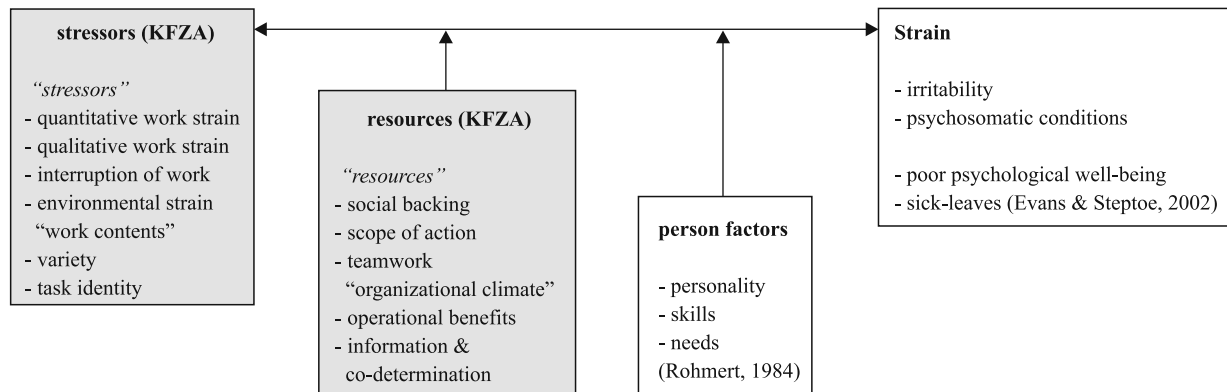 stressors (KFZA)
“stressors”
- quantitative work strain
- qualitative work strain
- interruption of work
- environmental strain
“work contents”
- variety
- task identity
resources (KFZA)
“resources”
- social backing
- scope of action
- teamwork
“organizational climate”
- operational benefits
- information &
co-determination
person factors
- personality
- skills
- needs
(Rohmert, 1984)
Strain
- irritability
- psychosomatic conditions
- poor psychological well-being
- sick-leaves (Evans & Steptoe, 2002)